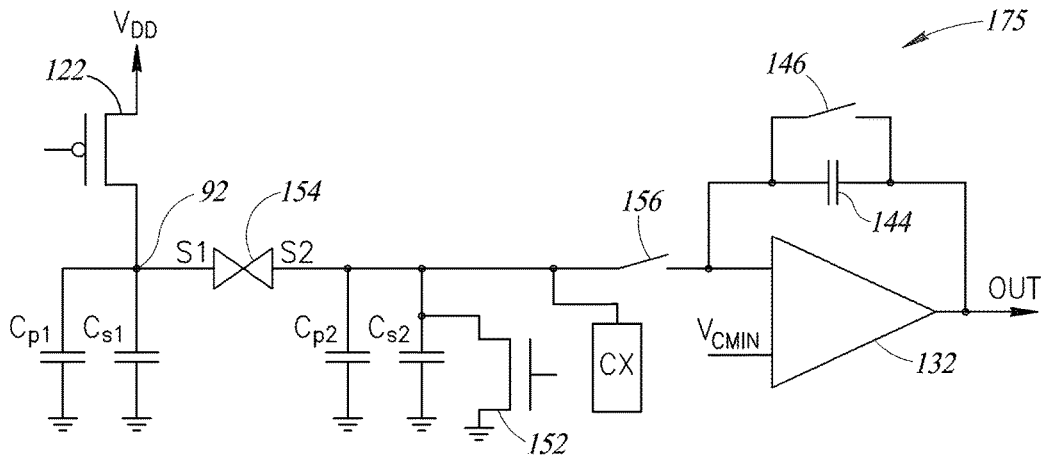 V_DD
175
122
146
92
154
156
144
S1
S2
OUT
C_p1
C_s1
C_p2
C_s2
V_CMIN
CX
132
152